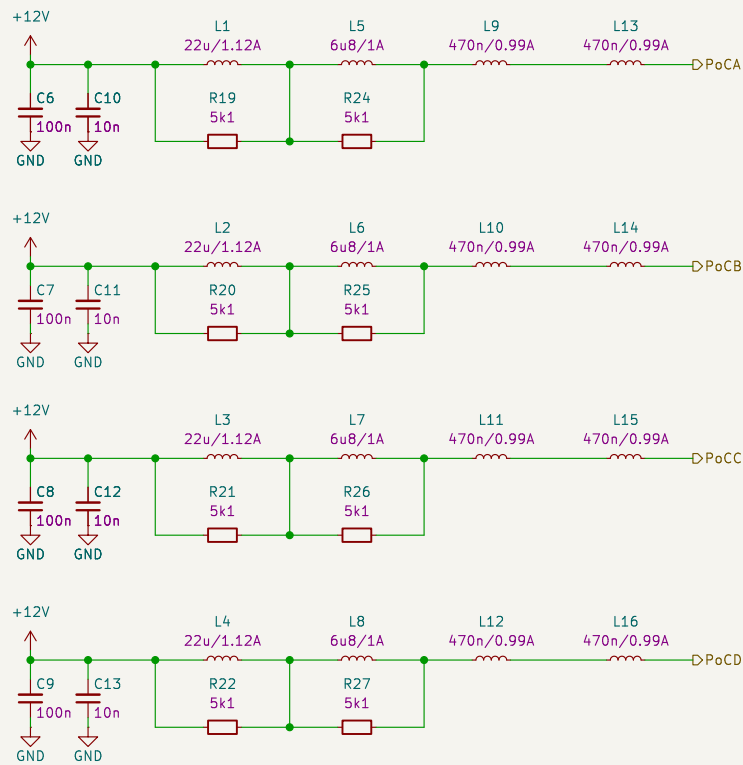 +12V
L1 L5 L9 L13
22u/1.12A 6u8/1A 470n/0.99A 470n/0.99A
PoCA
C6 C10 R19 R24
100n 10n 5k1 5k1
GND GND
+12V
L2 L6 L10 L14
22u/1.12A 6u8/1A 470n/0.99A 470n/0.99A
PoCB
C7 C11 R20 R25
100n 10n 5k1 5k1
GND GND
+12V
L3 L7 L11 L15
22u/1.12A 6u8/1A 470n/0.99A 470n/0.99A
PoCC
C8 C12 R21 R26
100n 10n 5k1 5k1
GND GND
+12V
L4 L8 L12 L16
22u/1.12A 6u8/1A 470n/0.99A 470n/0.99A
PoCD
C9 C13 R22 R27
100n 10n 5k1 5k1
GND GND